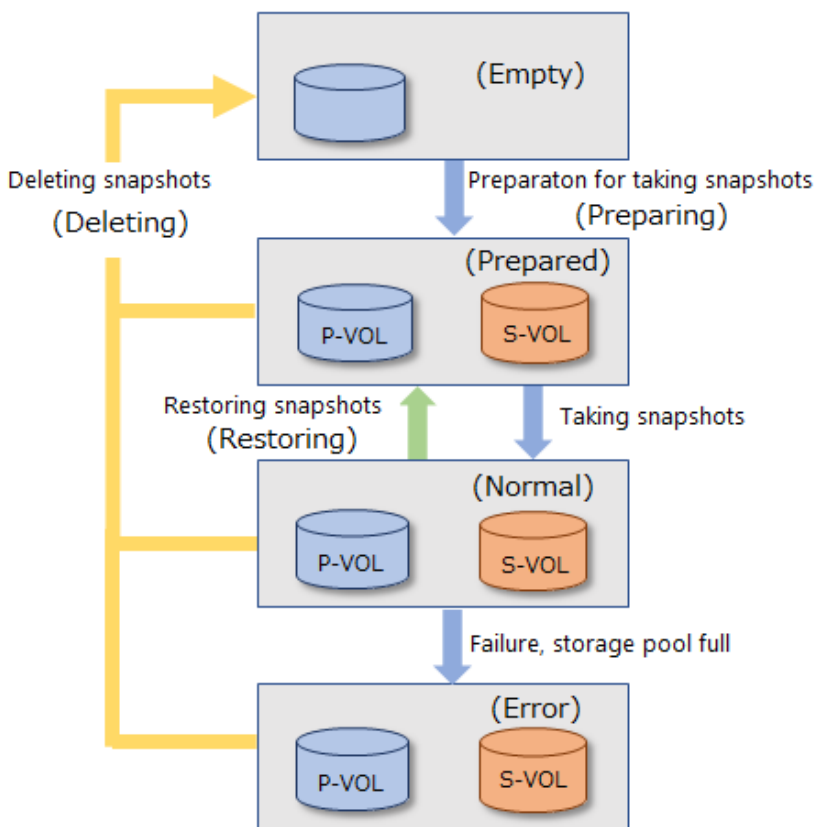 (Empty)
Deleting snapshots
(Deleting)
Preparaton for taking snapshots
(Preparing)
(Prepared)
P-VOL
S-VOL
Restoring snapshots
(Restoring)
Taking snapshots
(Normal)
P-VOL
S-VOL
Failure, storage pool full
(Error)
P-VOL
S-VOL